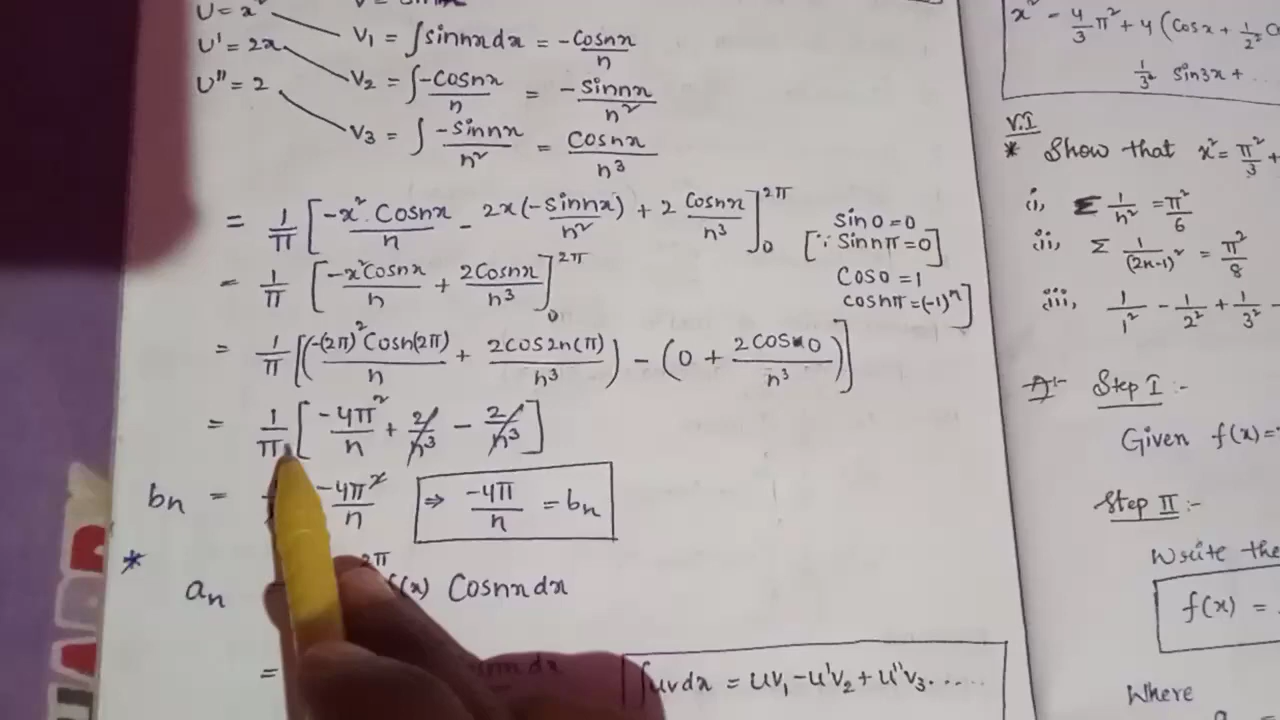 U = x²
V₁ = ∫sinnx dx = -Cosnx/n
U' = 2x
V₂ = ∫-Cosnx/n = -Sinnx/n²
U'' = 2
V₃ = ∫ -Sinnx/n² = Cosnx/n³
= 1/π [-x². Cosnx/n - 2x(-Sinnx)/n² + 2 Cosnx/n³]₀^2π
Sin0 = 0
[∵ Sinnπ = 0]
= 1/π [-x²Cosnx/n + 2Cosnx/n³]₀^2π
Cos0 = 1
Cosnπ = (-1)ⁿ]
= 1/π [(-(2π)² Cosn(2π)/n + 2Cos2n(π)/n³) - (0 + 2Cos0/n³)]
= 1/π [-4π²/n + 2/n³ - 2/n³]
bn = -4π²/n ⇒ -4π/n = bn
*
an f(x) Cosnx dx
=
∫uvdx = uv₁ - u'v₂ + u''v₃.....
x² - 4/3 π² + 4 (Cosx + 1/2²
1/3² Sin3x + ...
V.I
* Show that x² = π²/3 +
i, Σ 1/n² = π²/6
ii, Σ 1/(2n-1)² = π²/8
iii, 1/1² - 1/2² + 1/3² -
A:- Step I :-
Given f(x) =
Step II :-
Write the
f(x) =
Where